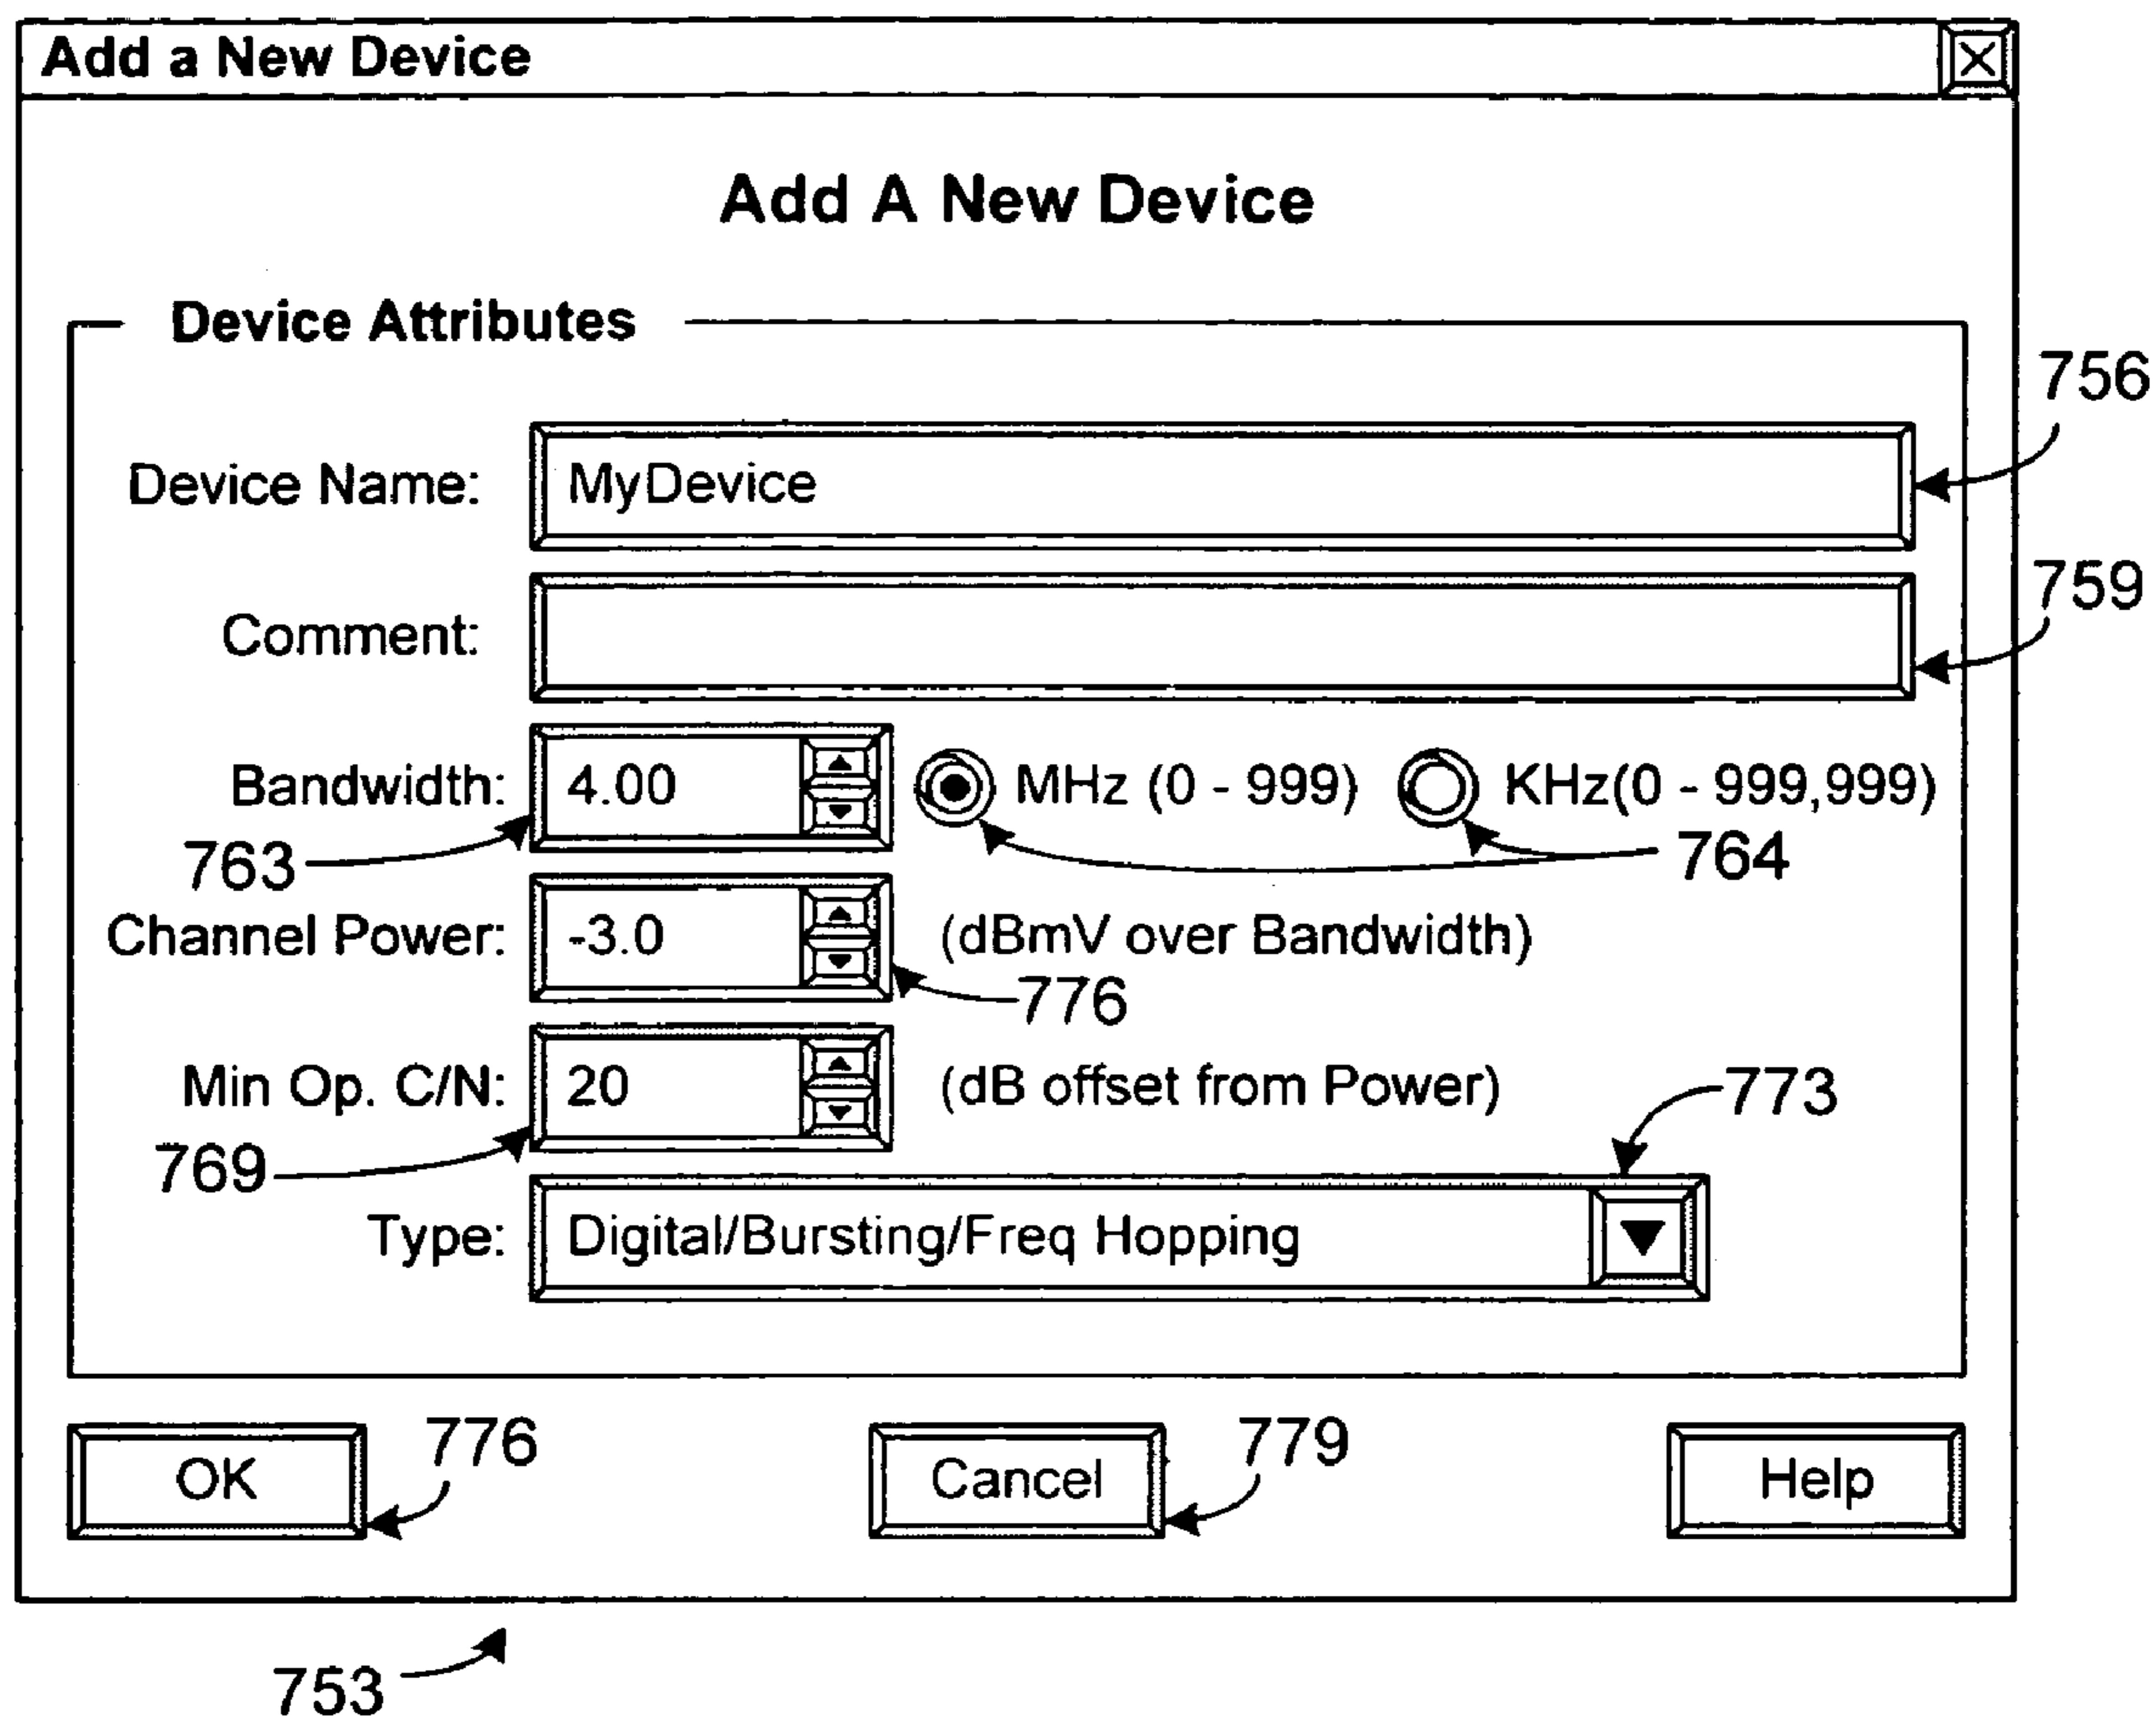 Add a New Device
Add A New Device
Device Attributes
756
Device Name: MyDevice
759
Comment:
Bandwidth: 4.00 MHz (0 - 999) KHz(0 - 999,999)
763 764
Channel Power: -3.0 (dBmV over Bandwidth)
776
Min Op. C/N: 20 (dB offset from Power) 773
769
Type: Digital/Bursting/Freq Hopping
OK 776 Cancel 779 Help
753